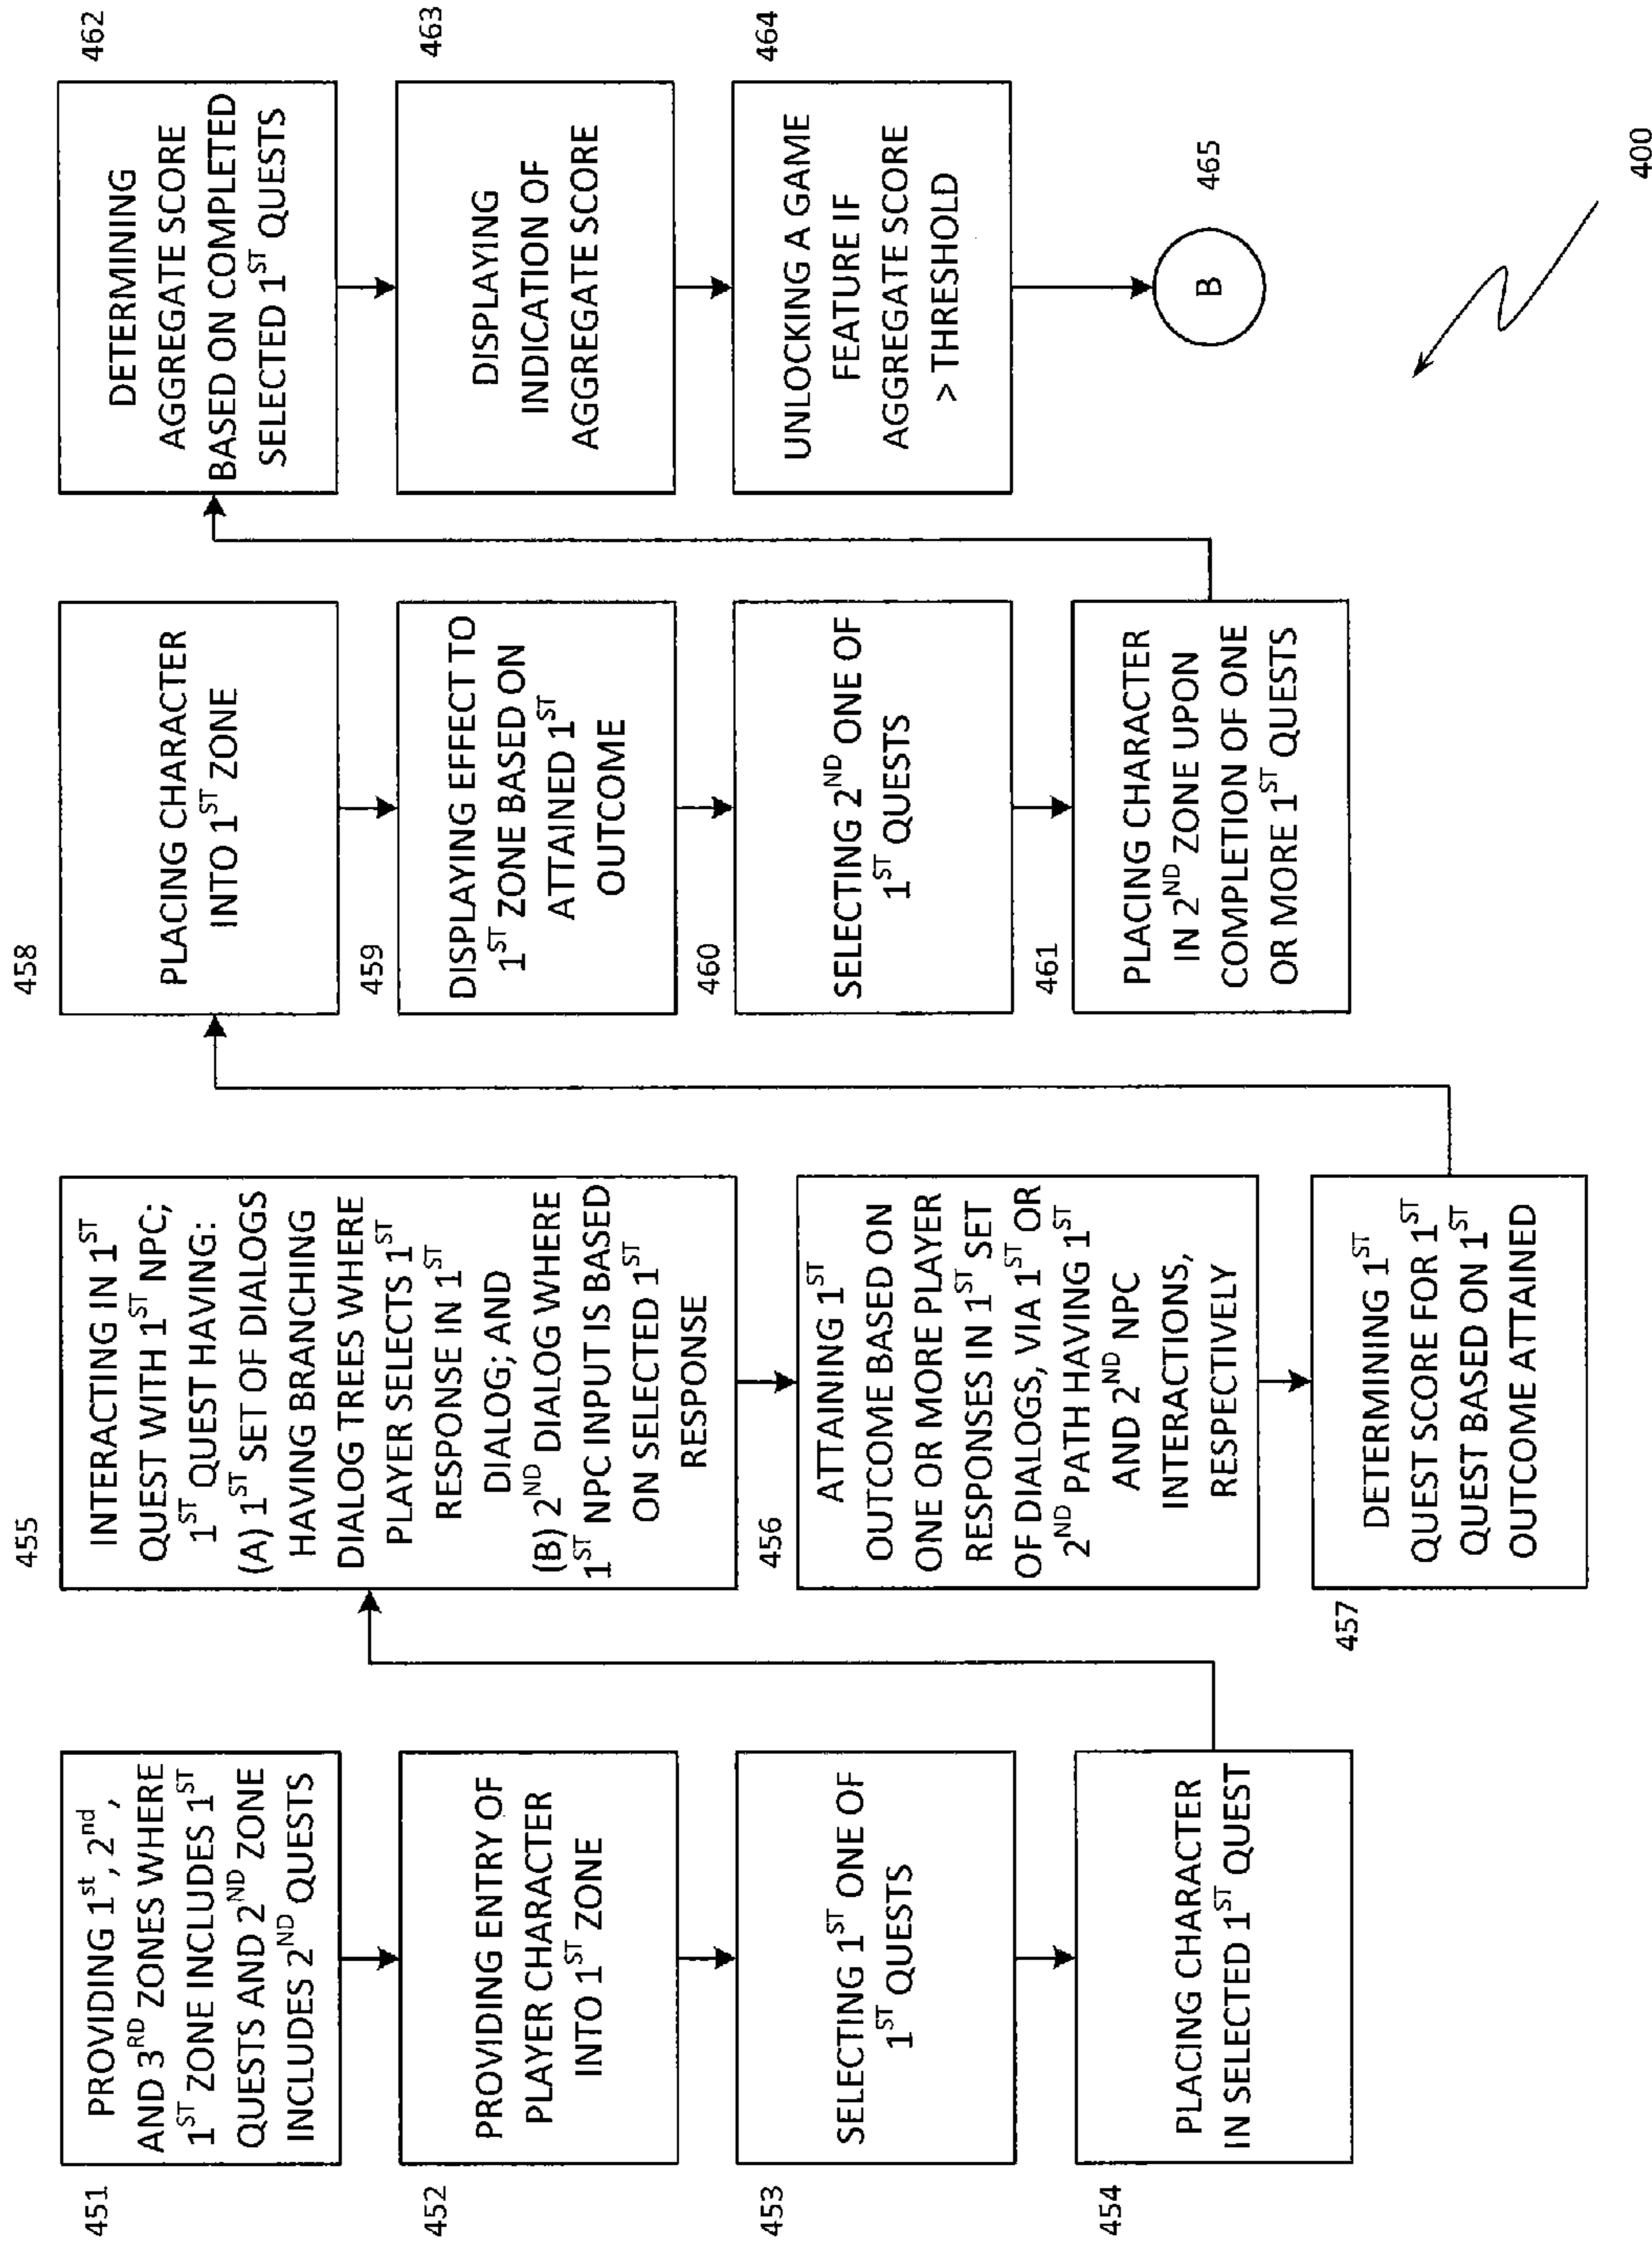 451
PROVIDING 1st, 2nd,
AND 3RD ZONES WHERE
1ST ZONE INCLUDES 1ST
QUESTS AND 2ND ZONE
INCLUDES 2ND QUESTS
452
PROVIDING ENTRY OF
PLAYER CHARACTER
INTO 1ST ZONE
453
SELECTING 1ST ONE OF
1ST QUESTS
454
PLACING CHARACTER
IN SELECTED 1ST QUEST
455
INTERACTING IN 1ST
QUEST WITH 1ST NPC;
1ST QUEST HAVING:
(A) 1ST SET OF DIALOGS
HAVING BRANCHING
DIALOG TREES WHERE
PLAYER SELECTS 1ST
RESPONSE IN 1ST
DIALOG; AND
(B) 2ND DIALOG WHERE
1ST NPC INPUT IS BASED
ON SELECTED 1ST
RESPONSE
456
ATTAINING 1ST
OUTCOME BASED ON
ONE OR MORE PLAYER
RESPONSES IN 1ST SET
OF DIALOGS, VIA 1ST OR
2ND PATH HAVING 1ST
AND 2ND NPC
INTERACTIONS,
RESPECTIVELY
457
DETERMINING 1ST
QUEST SCORE FOR 1ST
QUEST BASED ON 1ST
OUTCOME ATTAINED
458
PLACING CHARACTER
INTO 1ST ZONE
459
DISPLAYING EFFECT TO
1ST ZONE BASED ON
ATTAINED 1ST
OUTCOME
460
SELECTING 2ND ONE OF
1ST QUESTS
461
PLACING CHARACTER
IN 2ND ZONE UPON
COMPLETION OF ONE
OR MORE 1ST QUESTS
462
DETERMINING
AGGREGATE SCORE
BASED ON COMPLETED
SELECTED 1ST QUESTS
463
DISPLAYING
INDICATION OF
AGGREGATE SCORE
464
UNLOCKING A GAME
FEATURE IF
AGGREGATE SCORE
> THRESHOLD
B
465
400